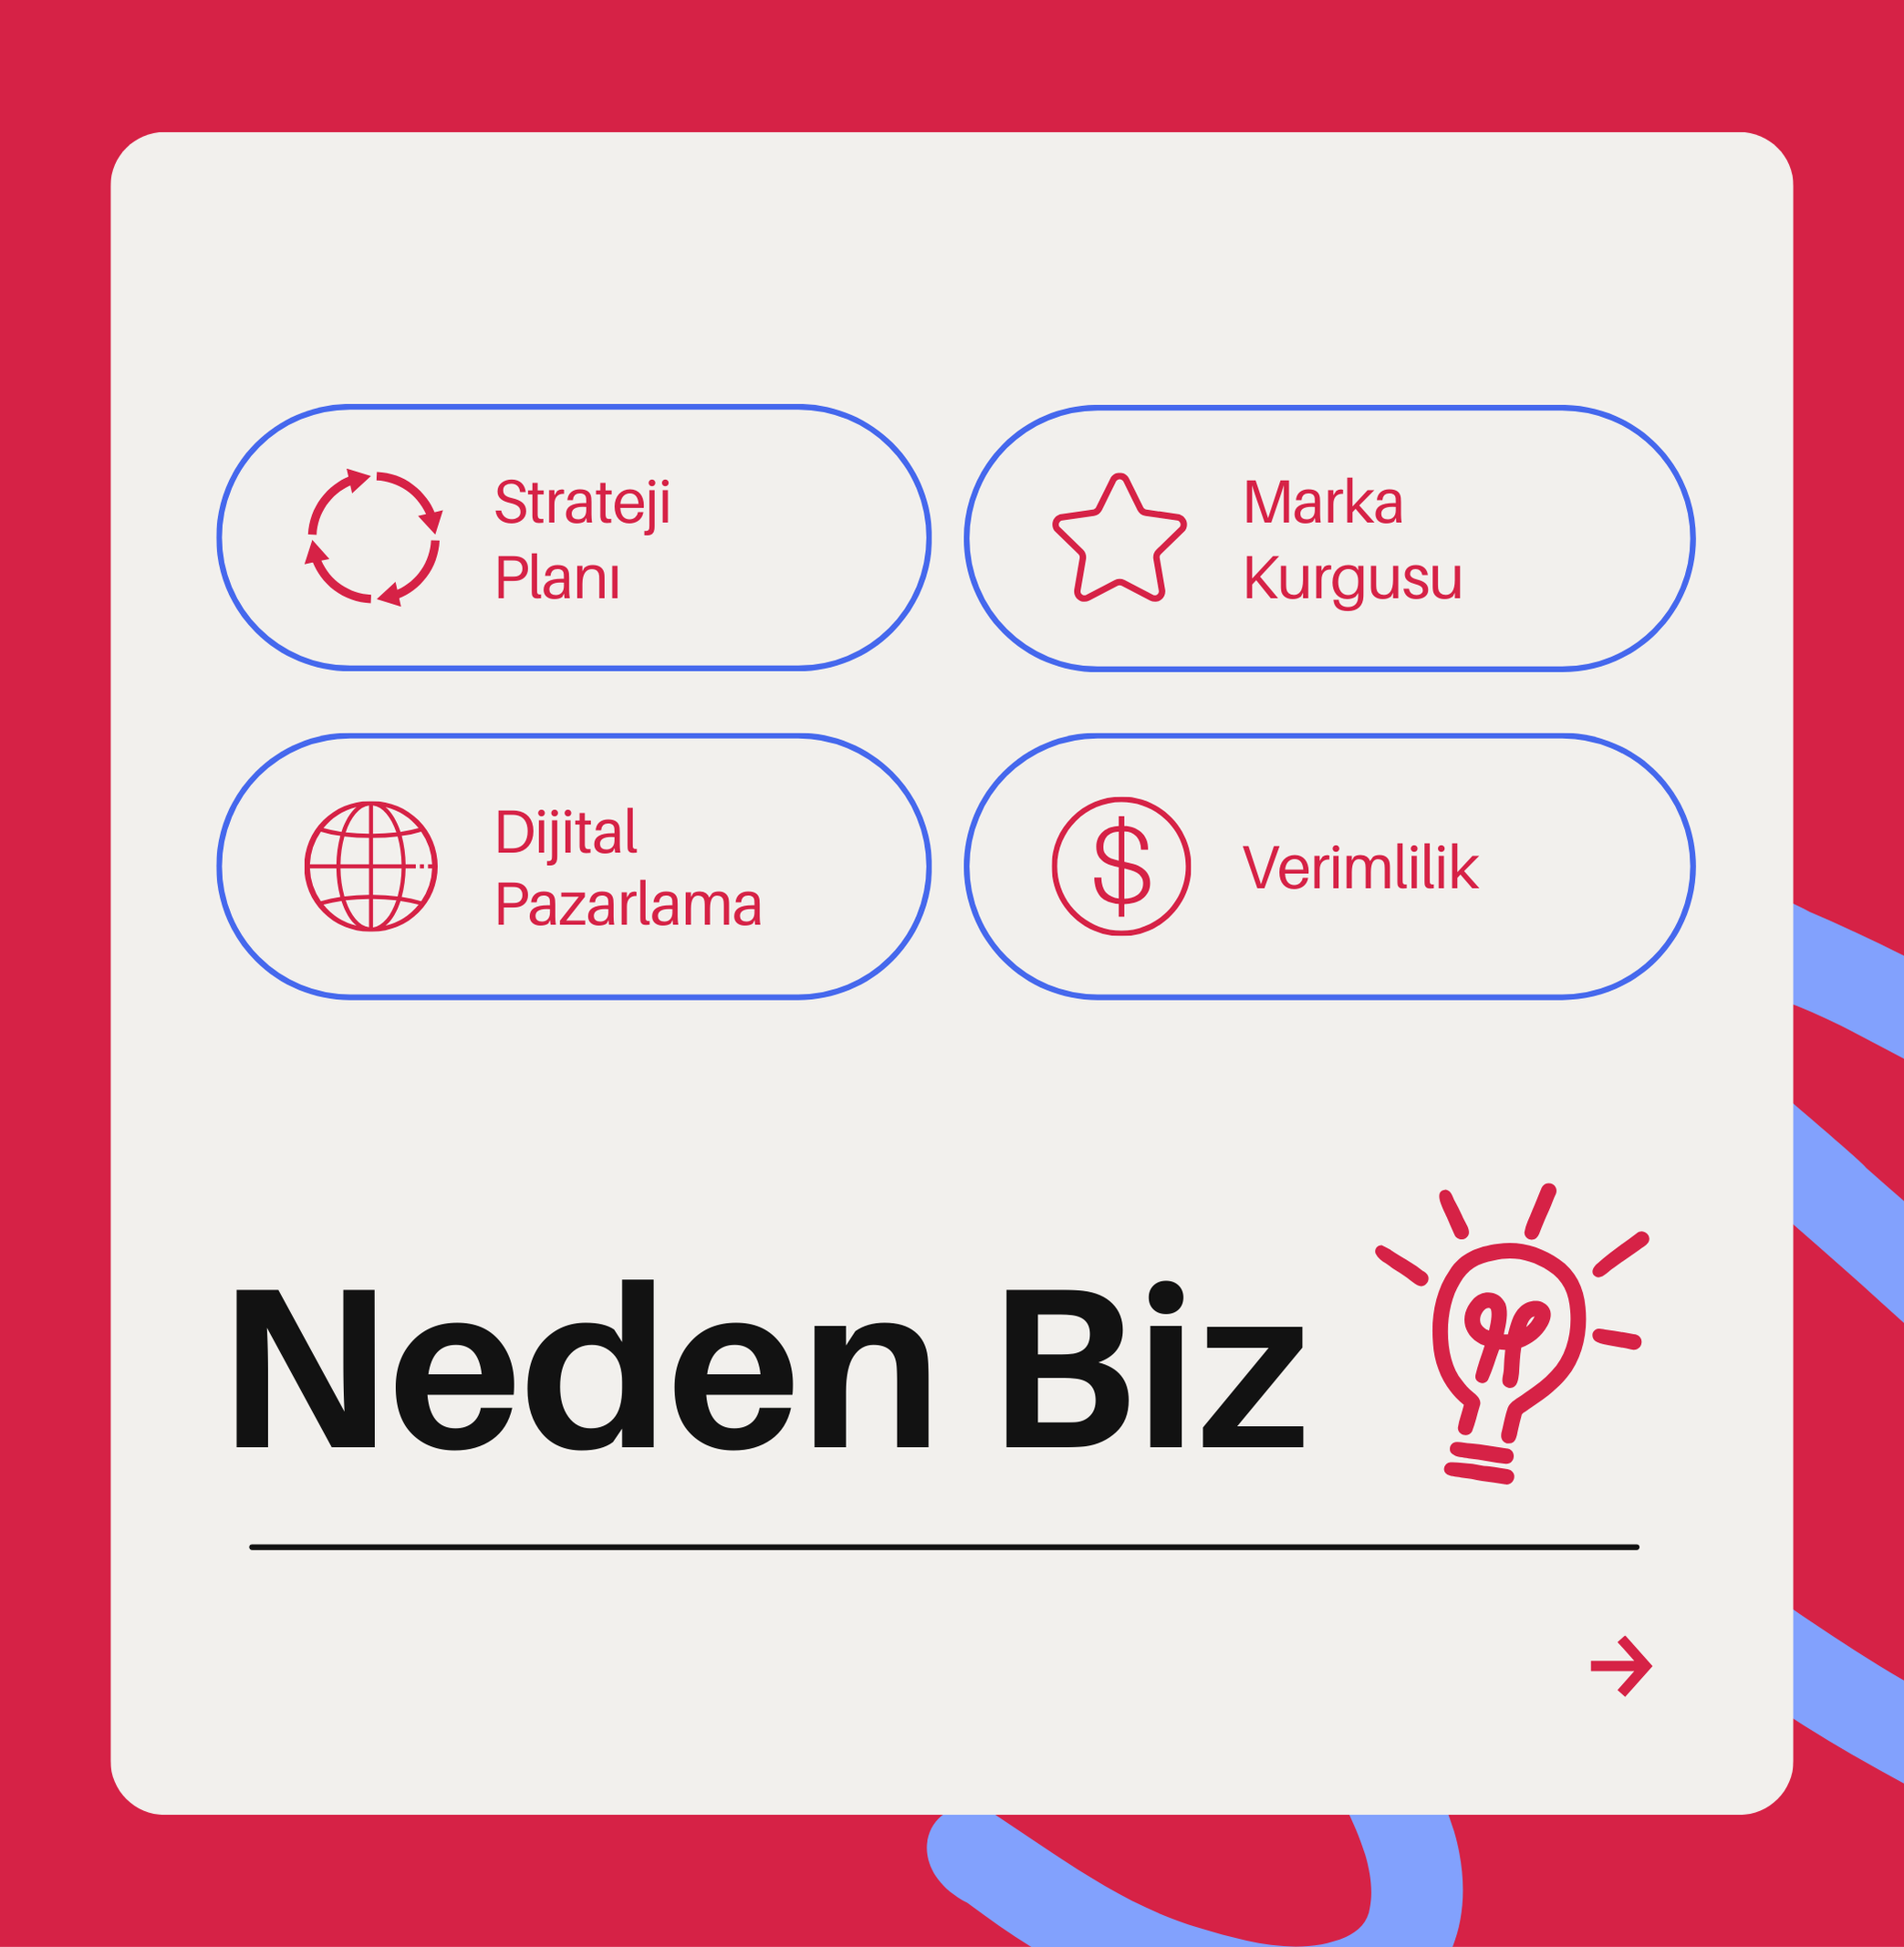 Strateji
Planı
Marka
Kurgusu
Dijital
Pazarlama
Verimlilik
Neden Biz